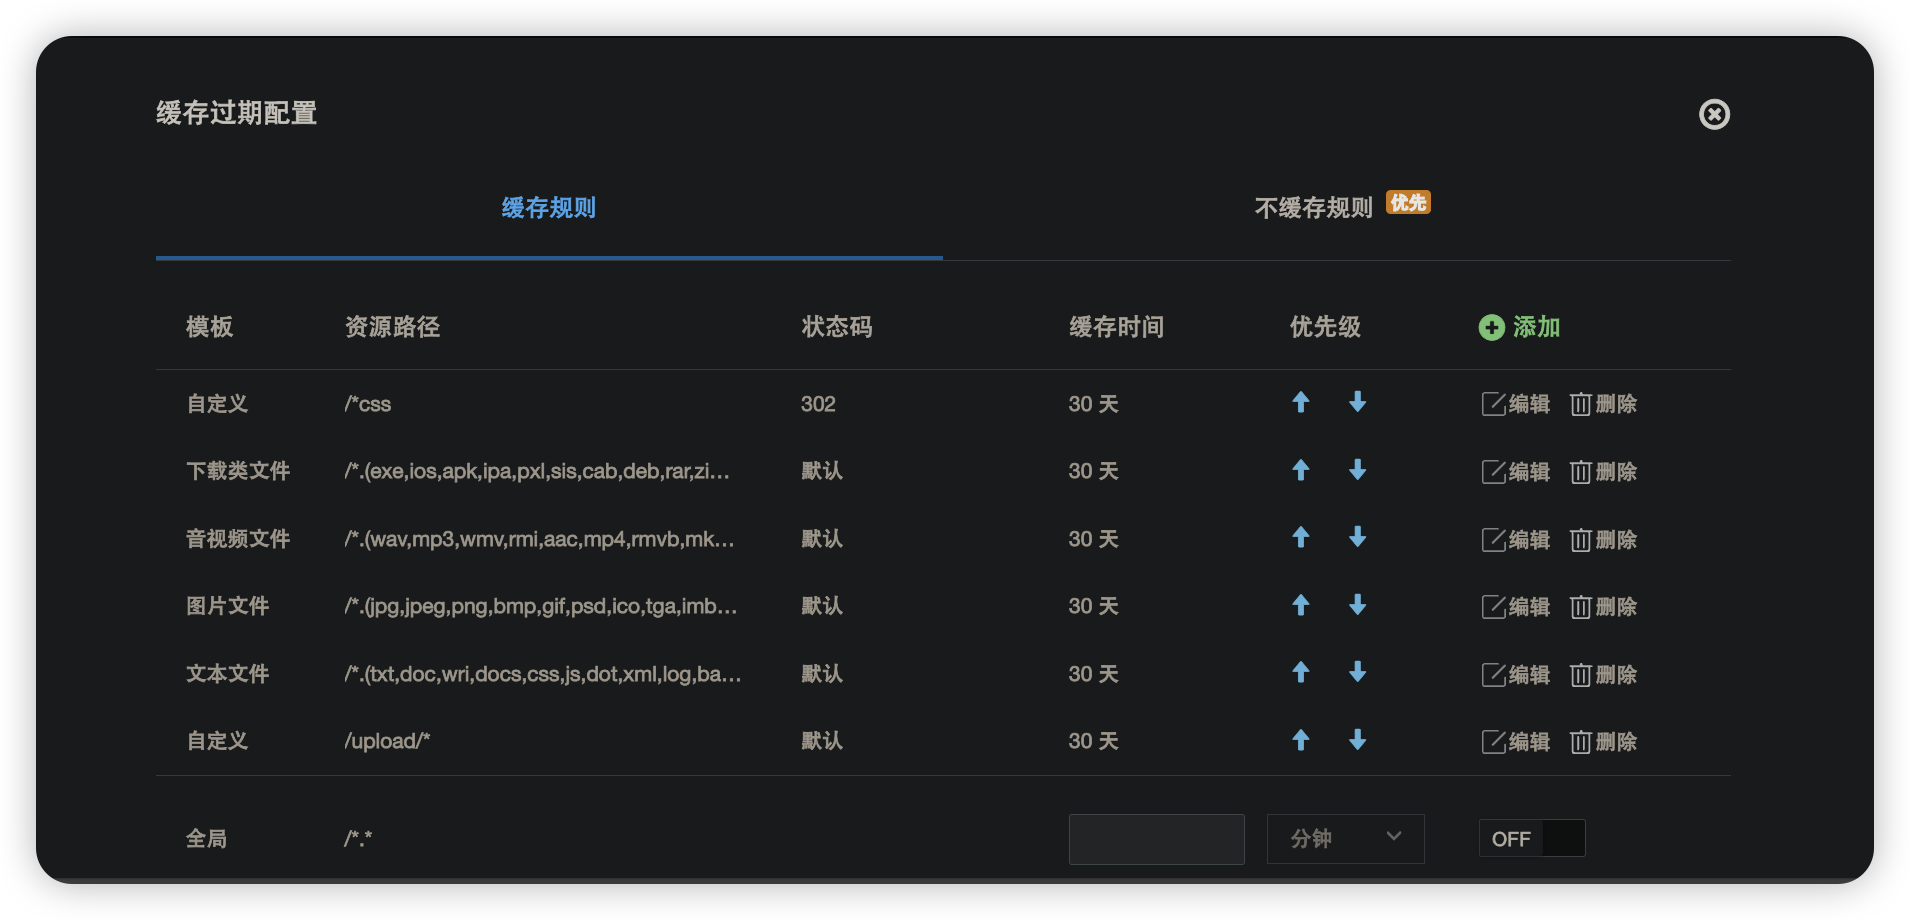 缓存过期配置
缓存规则
不缓存规则 优先
模板 资源路径 状态码 缓存时间 优先级 添加
自定义 /*css 302 30 天 编辑 删除
下载类文件 /*.(exe,ios,apk,ipa,pxl,sis,cab,deb,rar,zi... 默认 30 天 编辑 删除
音视频文件 /*.(wav,mp3,wmv,rmi,aac,mp4,rmvb,mk... 默认 30 天 编辑 删除
图片文件 /*.(jpg,jpeg,png,bmp,gif,psd,ico,tga,imb... 默认 30 天 编辑 删除
文本文件 /*.(txt,doc,wri,docs,css,js,dot,xml,log,ba... 默认 30 天 编辑 删除
自定义 /upload/* 默认 30 天 编辑 删除
全局 /*.* 分钟 OFF